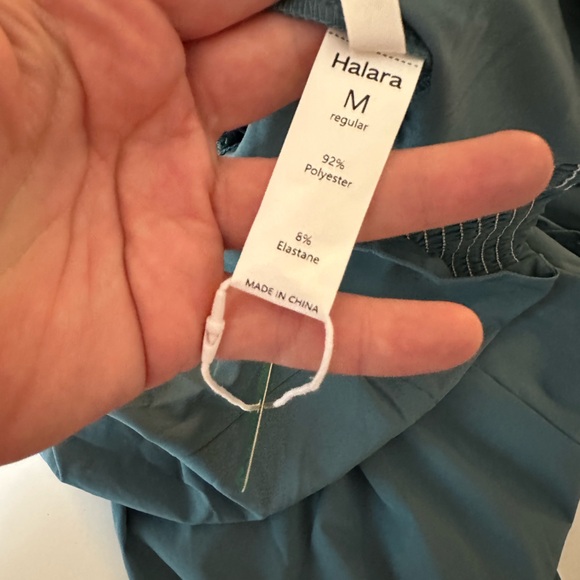 Halara
M
regular
92%
Polyester
8%
Elastane
MADE IN CHINA